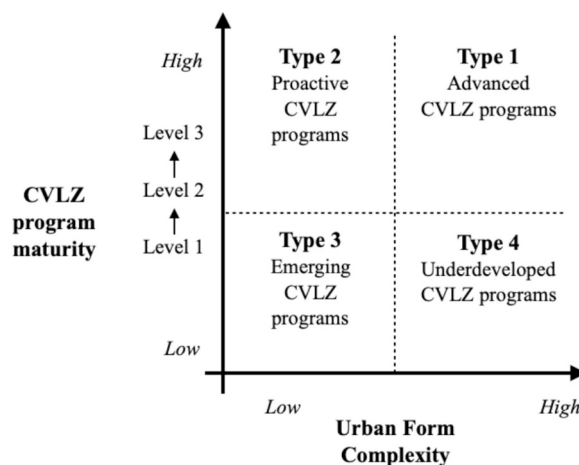 High
Type 2
Proactive
CVLZ
programs
Type 1
Advanced
CVLZ programs
Level 3
Level 2
Level 1
CVLZ
program
maturity
Type 3
Emerging
CVLZ
programs
Type 4
Underdeveloped
CVLZ programs
Low
Low
High
Urban Form
Complexity